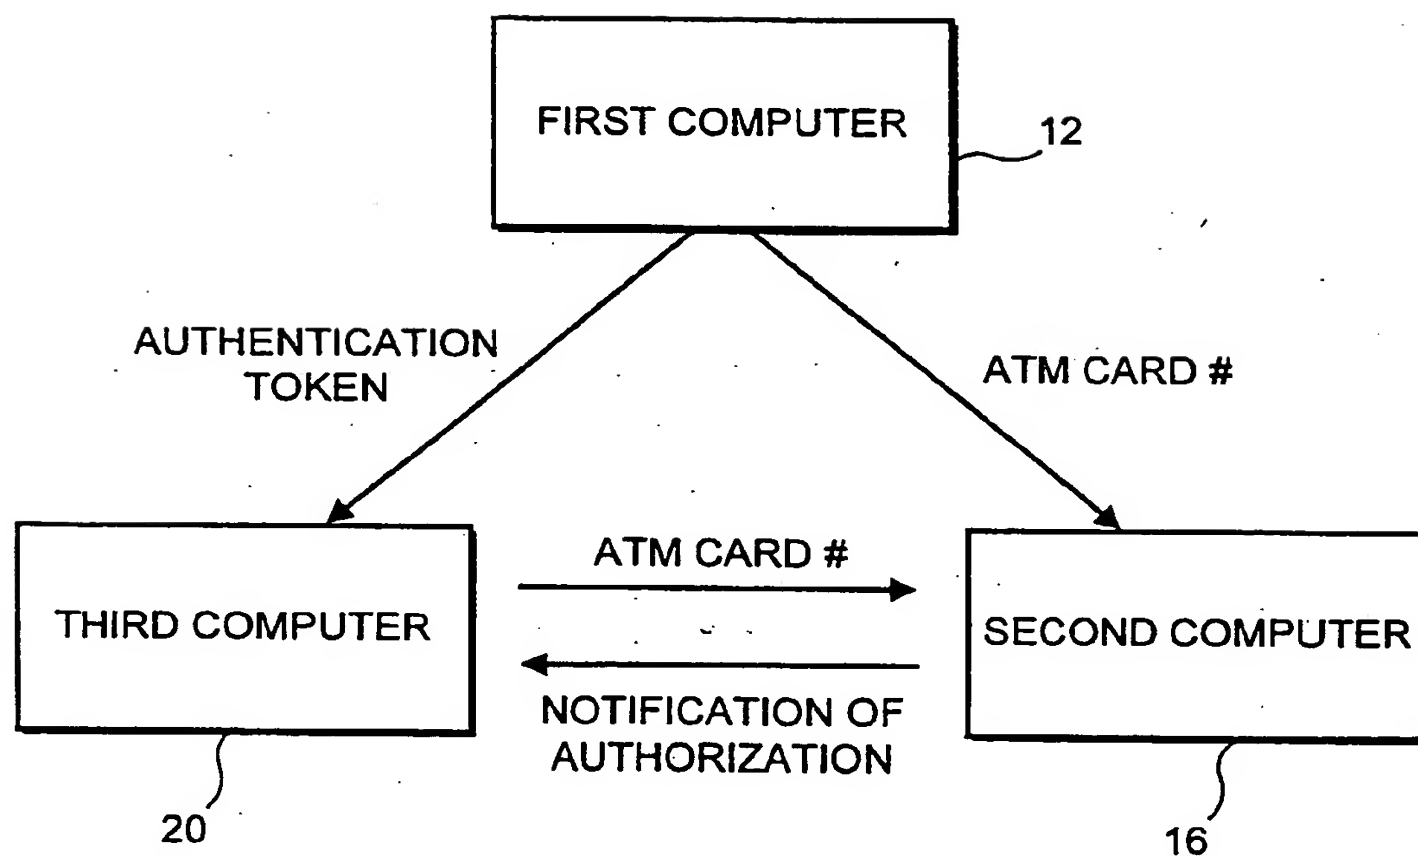 FIRST COMPUTER
12
AUTHENTICATION
TOKEN
ATM CARD #
ATM CARD #
THIRD COMPUTER
SECOND COMPUTER
NOTIFICATION OF
AUTHORIZATION
20
16